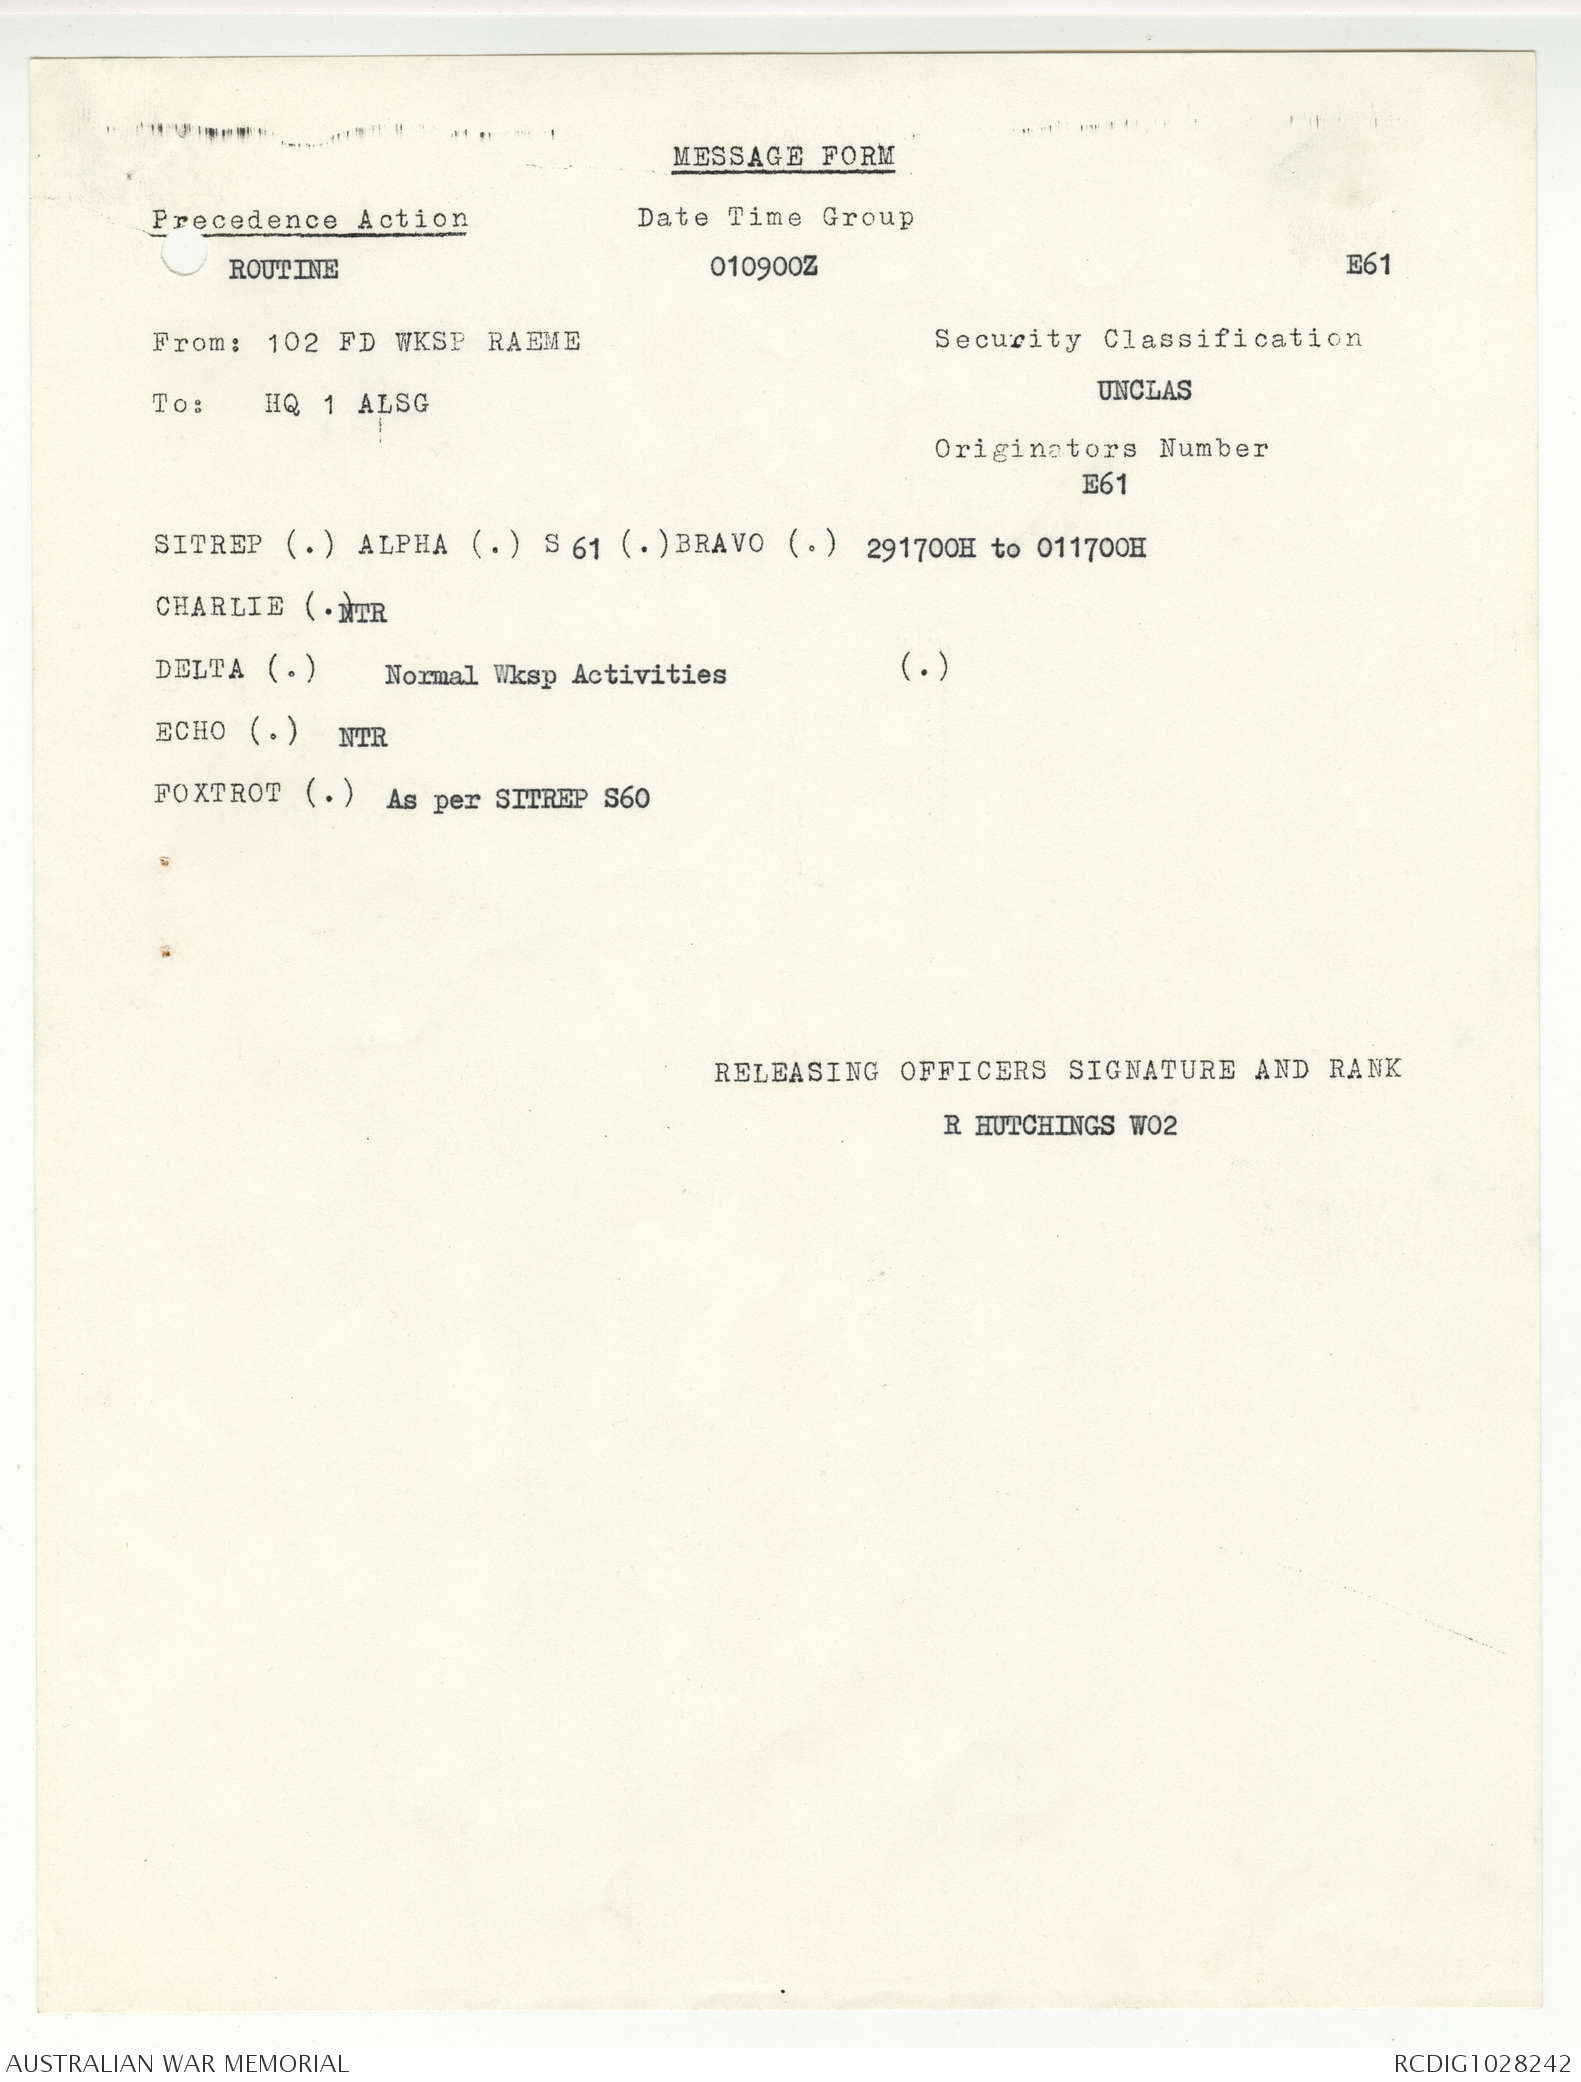 MESSAGE FORM
Precedence Action Date Time Group
ROUTINE 010900Z E61
From: 102 FD WKSP RAEME Security Classification
UNCLAS
To: HQ 1 ALSG
Originators Number
E61
SITREP (.) ALPHA (.) S 61 (.)BRAVO (.) 291700H to 011700H
CHARLIE (.)NTR
DELTA (.) Normal Wksp Activities (.)
ECHO (.) NTR
FOXTROT (.) As per SITREP S60
RELEASING OFFICERS SIGNATURE AND RANK
R HUTCHINGS WO2
AUSTRALIAN WAR MEMORIAL RCDIG1028242